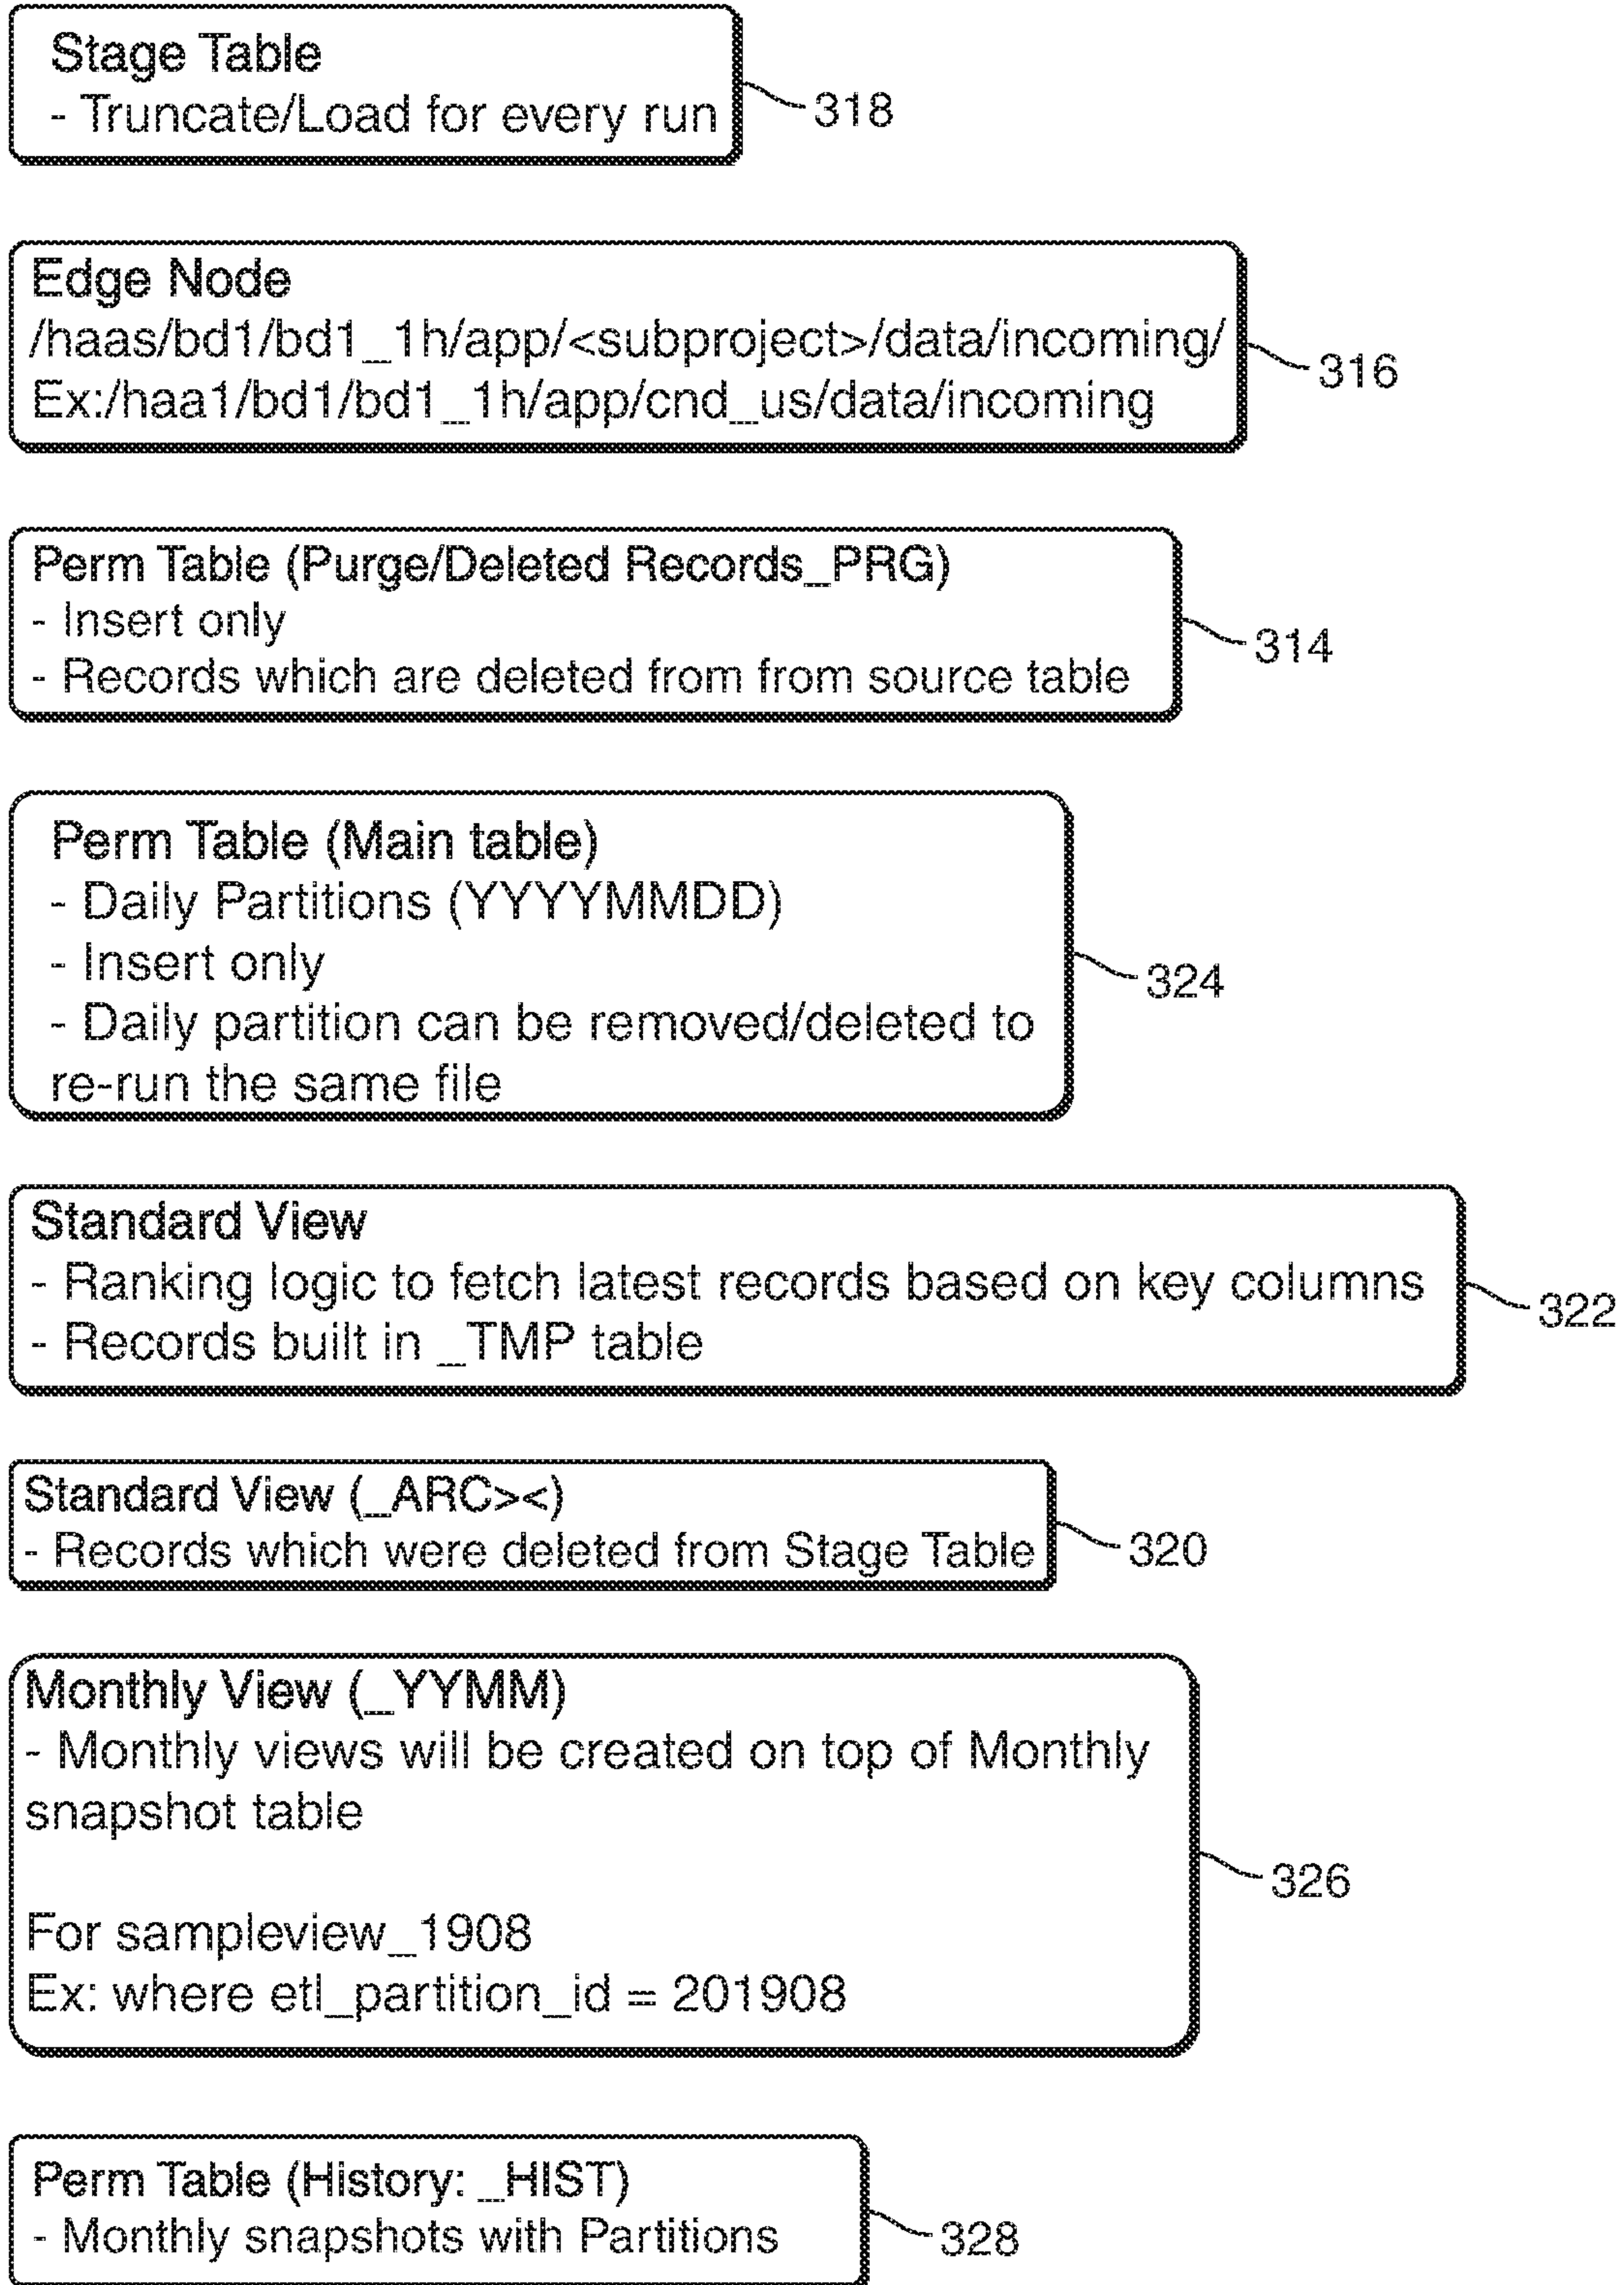 Stage Table
- Truncate/Load for every run
318
Edge Node
/haas/bd1/bd1_1h/app/<subproject>/data/incoming/
Ex:/haa1/bd1/bd1_1h/app/cnd_us/data/incoming
316
Perm Table (Purge/Deleted Records_PRG)
- Insert only
- Records which are deleted from from source table
314
Perm Table (Main table)
- Daily Partitions (YYYYMMDD)
- Insert only
- Daily partition can be removed/deleted to
re-run the same file
324
Standard View
- Ranking logic to fetch latest records based on key columns
- Records built in _TMP table
322
Standard View (_ARC><)
- Records which were deleted from Stage Table
320
Monthly View (_YYMM)
- Monthly views will be created on top of Monthly
snapshot table
For sampleview_1908
Ex: where etl_partition_id = 201908
326
Perm Table (History: _HIST)
- Monthly snapshots with Partitions
328